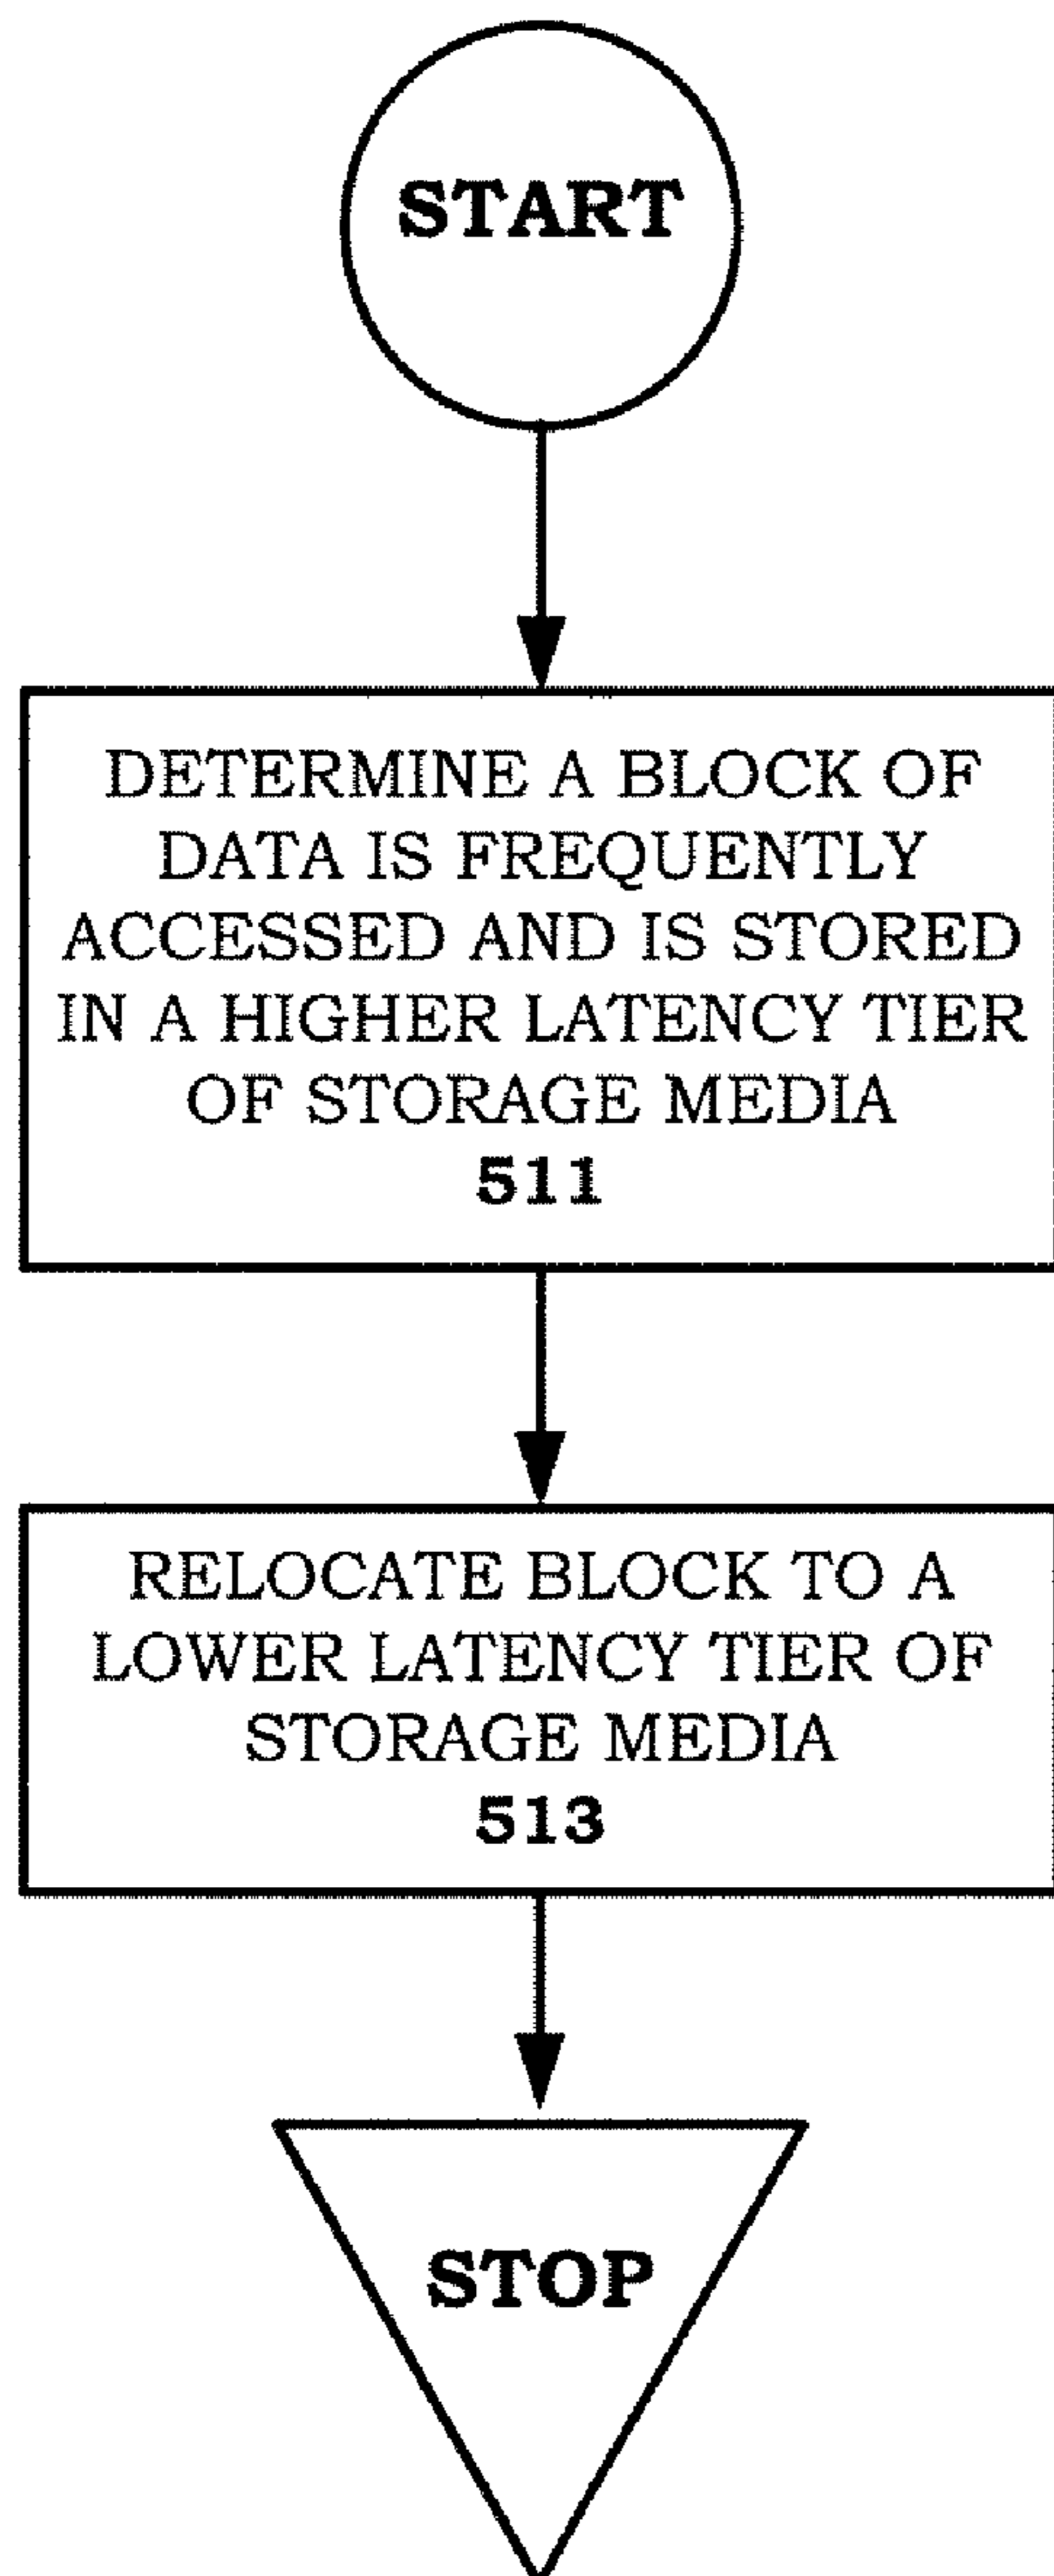 START
DETERMINE A BLOCK OF
DATA IS FREQUENTLY
ACCESSED AND IS STORED
IN A HIGHER LATENCY TIER
OF STORAGE MEDIA
511
RELOCATE BLOCK TO A
LOWER LATENCY TIER OF
STORAGE MEDIA
513
STOP